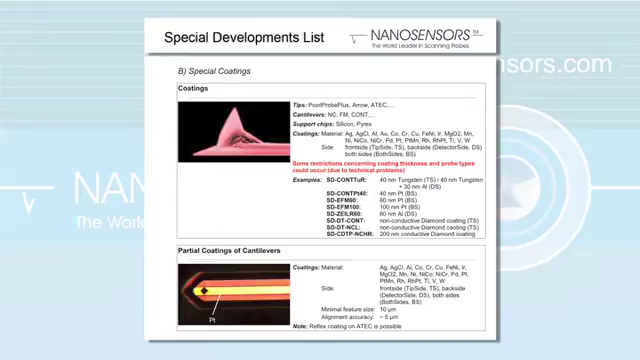 Special Developments List
NANOSENSORS™
The World Leader in Scanning Probes
sors.com
B) Special Coatings
Coatings
Tips: PointProbePlus, Arrow, ATEC,...
Cantilevers: NC, FM, CONT,...
Support chips: Silicon, Pyrex
Coatings: Material: Ag, AgCl, Al, Au, Co, Cr, Cu, FeNi, Ir, MgO2, Mn,
Ni, NiCo, NiCr, Pd, Pt, PtMn, Rh, RhPt, Ti, V, W
Side: frontside (TipSide, TS), backside (DetectorSide, DS)
both sides (BothSides, BS)
Some restrictions concerning coating thickness and probe types
could occur (due to technical problems)
Examples: SD-CONTTuR: 40 nm Tungsten (TS) / 40 nm Tungsten
+ 30 nm Al (DS)
SD-CONTPt40: 40 nm Pt (BS)
SD-EFM60: 60 nm Pt (BS)
SD-EFM100: 100 nm Pt (BS)
SD-ZEILR60: 60 nm Al (DS)
SD-DT-CONT: non-conductive Diamond coating (TS)
SD-DT-NCL: non-conductive Diamond coating (TS)
SD-CDTP-NCHR: 200 nm conductive Diamond coating
NA
The World
Partial Coatings of Cantilevers
Coatings: Material: Ag, AgCl, Al, Co, Cr, Cu, FeNi, Ir,
MgO2, Mn, Ni, NiCo, NiCr, Pd, Pt,
PtMn, Rh, RhPt, Ti, V, W
Side: frontside (TipSide, TS), backside
(DetectorSide, DS), both sides
(BothSides, BS)
Minimal feature size: 10 µm
Alignment accuracy: ~ 5 µm
Pt
Note: Reflex coating on ATEC is possible